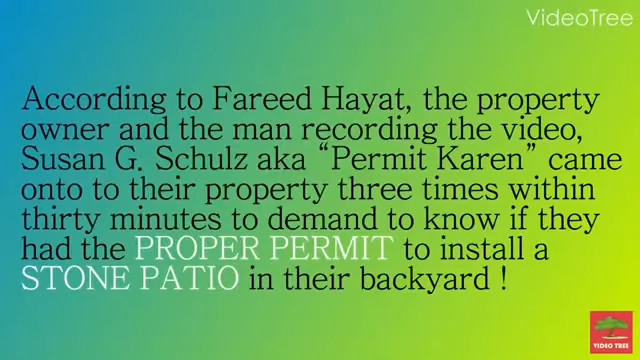 VideoTree
According to Fareed Hayat, the property
owner and the man recording the video,
Susan G. Schulz aka “Permit Karen” came
onto to their property three times within
thirty minutes to demand to know if they
had the PROPER PERMIT to install a
STONE PATIO in their backyard !
VIDEO TREE